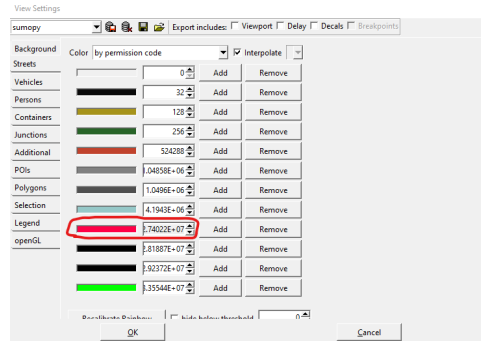 View Settings
sumopy Export includes: Viewport Delay Decals Breakpoints
Background
Streets
Vehicles
Persons
Containers
Junctions
Additional
POIs
Polygons
Selection
Legend
openGL
Color by permission code Interpolate
0 Add Remove
32 Add Remove
128 Add Remove
256 Add Remove
524288 Add Remove
.04858E+06 Add Remove
1.0496E+06 Add Remove
4.1943E+06 Add Remove
2.74022E+07 Add Remove
2.81887E+07 Add Remove
2.92372E+07 Add Remove
3.35544E+07 Add Remove
Recalibrate Rainbow hide below threshold 0
OK Cancel